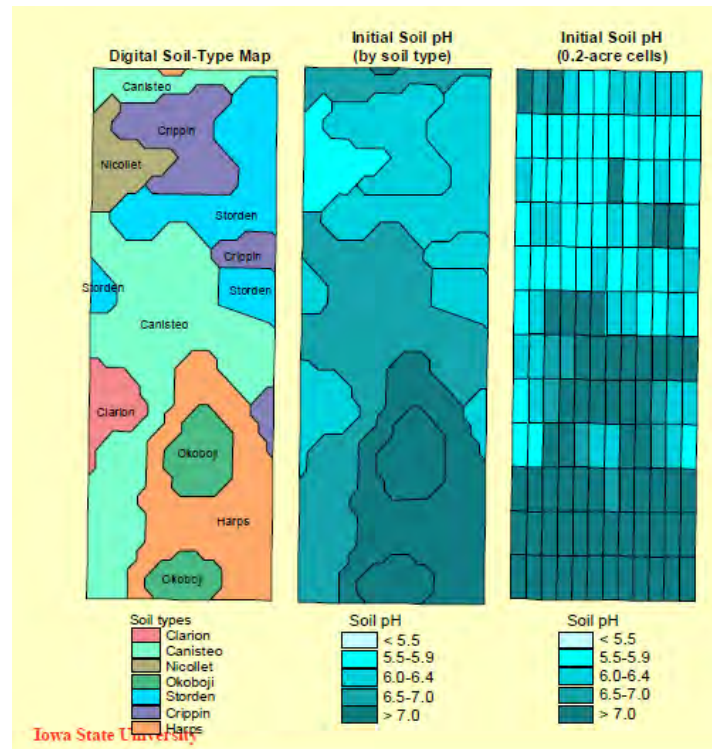 Digital Soil-Type Map
Canisteo
Crippin
Nicollet
Storden
Crippin
Storden
Storden
Canisteo
Clarion
Okoboji
Harps
Okoboji
Soil types
Clarion
Canisteo
Nicollet
Okoboji
Storden
Crippin
Harps
Initial Soil pH
(by soil type)
Soil pH
< 5.5
5.5-5.9
6.0-6.4
6.5-7.0
> 7.0
Initial Soil pH
(0.2-acre cells)
Soil pH
< 5.5
5.5-5.9
6.0-6.4
6.5-7.0
> 7.0
Iowa State University